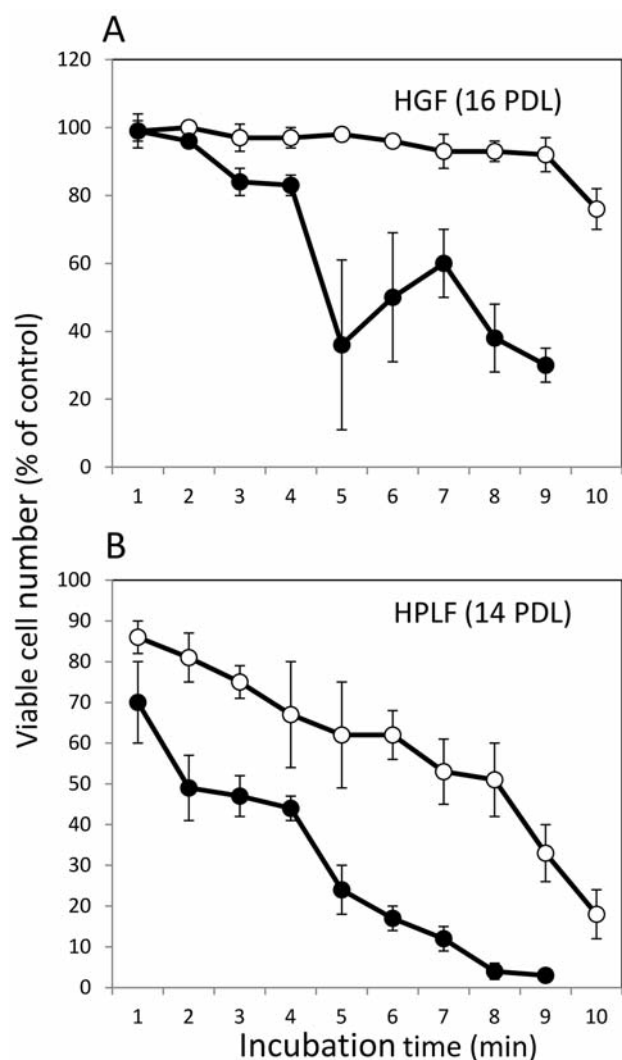 A
120
100
80
60
40
20
0
HGF (16 PDL)
1 2 3 4 5 6 7 8 9 10
Viable cell number (% of control)
B
100
90
80
70
60
50
40
30
20
10
0
HPLF (14 PDL)
1 2 3 4 5 6 7 8 9 10
Incubation time (min)